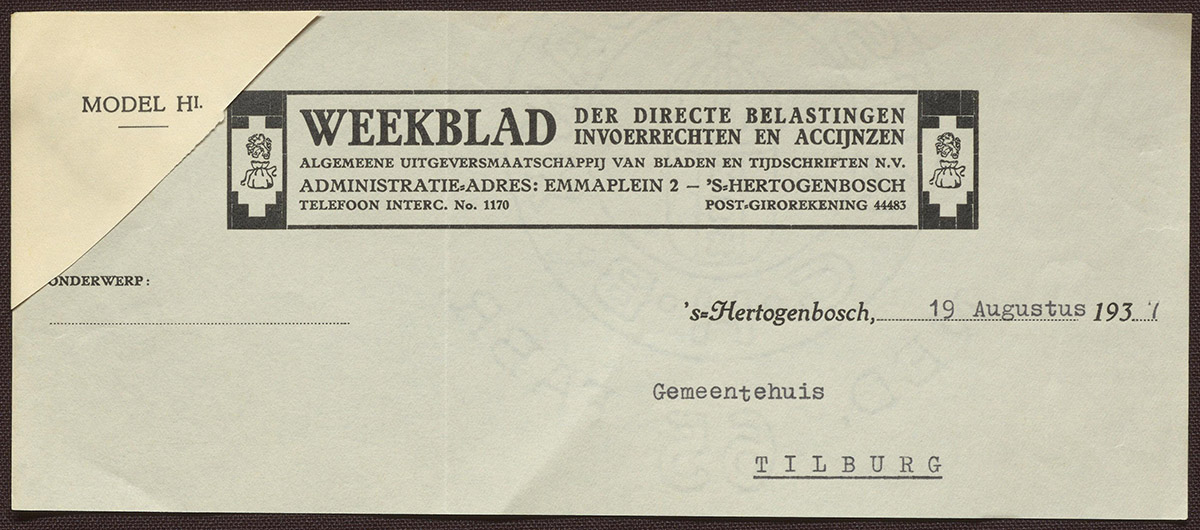 MODEL HI.
WEEKBLAD DER DIRECTE BELASTINGEN
INVOERRECHTEN EN ACCIJNZEN
ALGEMEENE UITGEVERSMAATSCHAPPIJ VAN BLADEN EN TIJDSCHRIFTEN N.V.
ADMINISTRATIE=ADRES: EMMAPLEIN 2 — 'S=HERTOGENBOSCH
TELEFOON INTERC. No. 1170 POST=GIROREKENING 44483
ONDERWERP:
's=Hertogenbosch, 19 Augustus 1937
Gemeentehuis
TILBURG